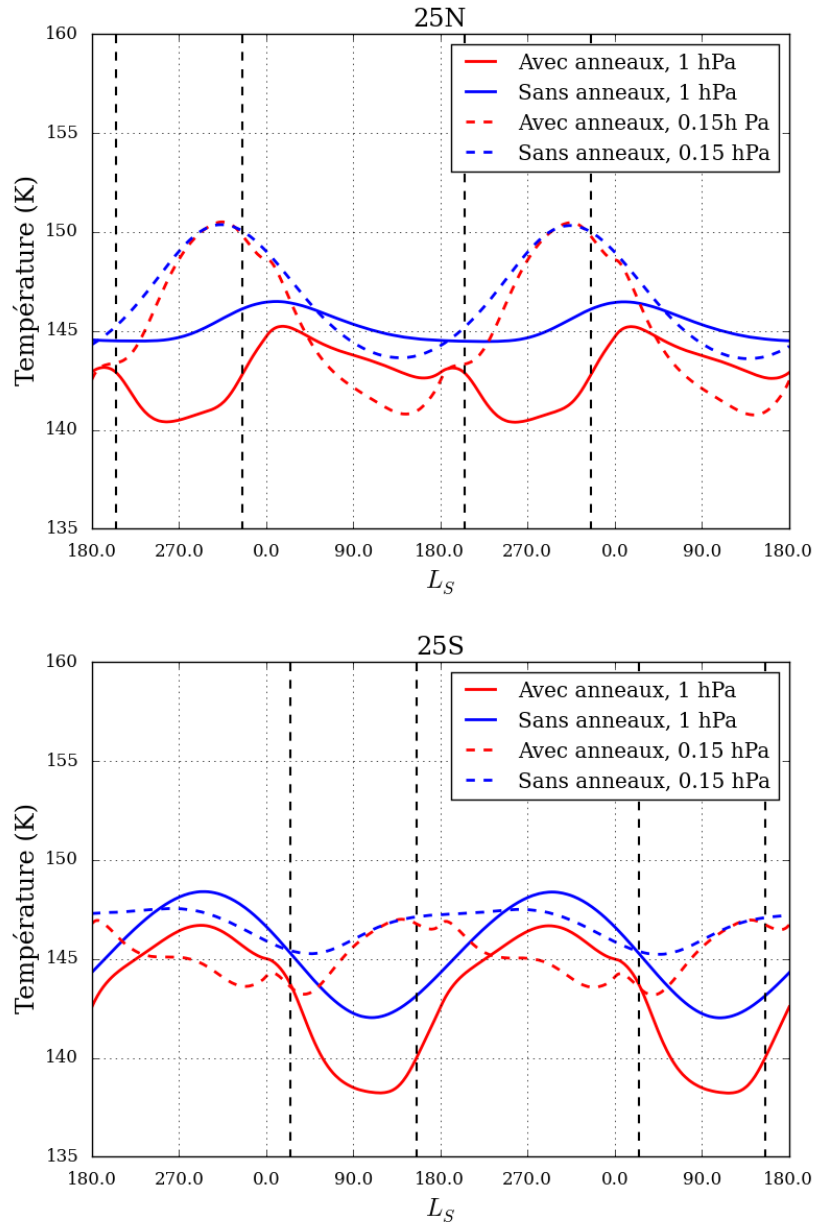 25N
160
155
150
145
140
135
Température (K)
Avec anneaux, 1 hPa
Sans anneaux, 1 hPa
Avec anneaux, 0.15h Pa
Sans anneaux, 0.15 hPa
180.0 270.0 0.0 90.0 180.0 270.0 0.0 90.0 180.0
L_S
25S
160
155
150
145
140
135
Température (K)
Avec anneaux, 1 hPa
Sans anneaux, 1 hPa
Avec anneaux, 0.15 hPa
Sans anneaux, 0.15 hPa
180.0 270.0 0.0 90.0 180.0 270.0 0.0 90.0 180.0
L_S